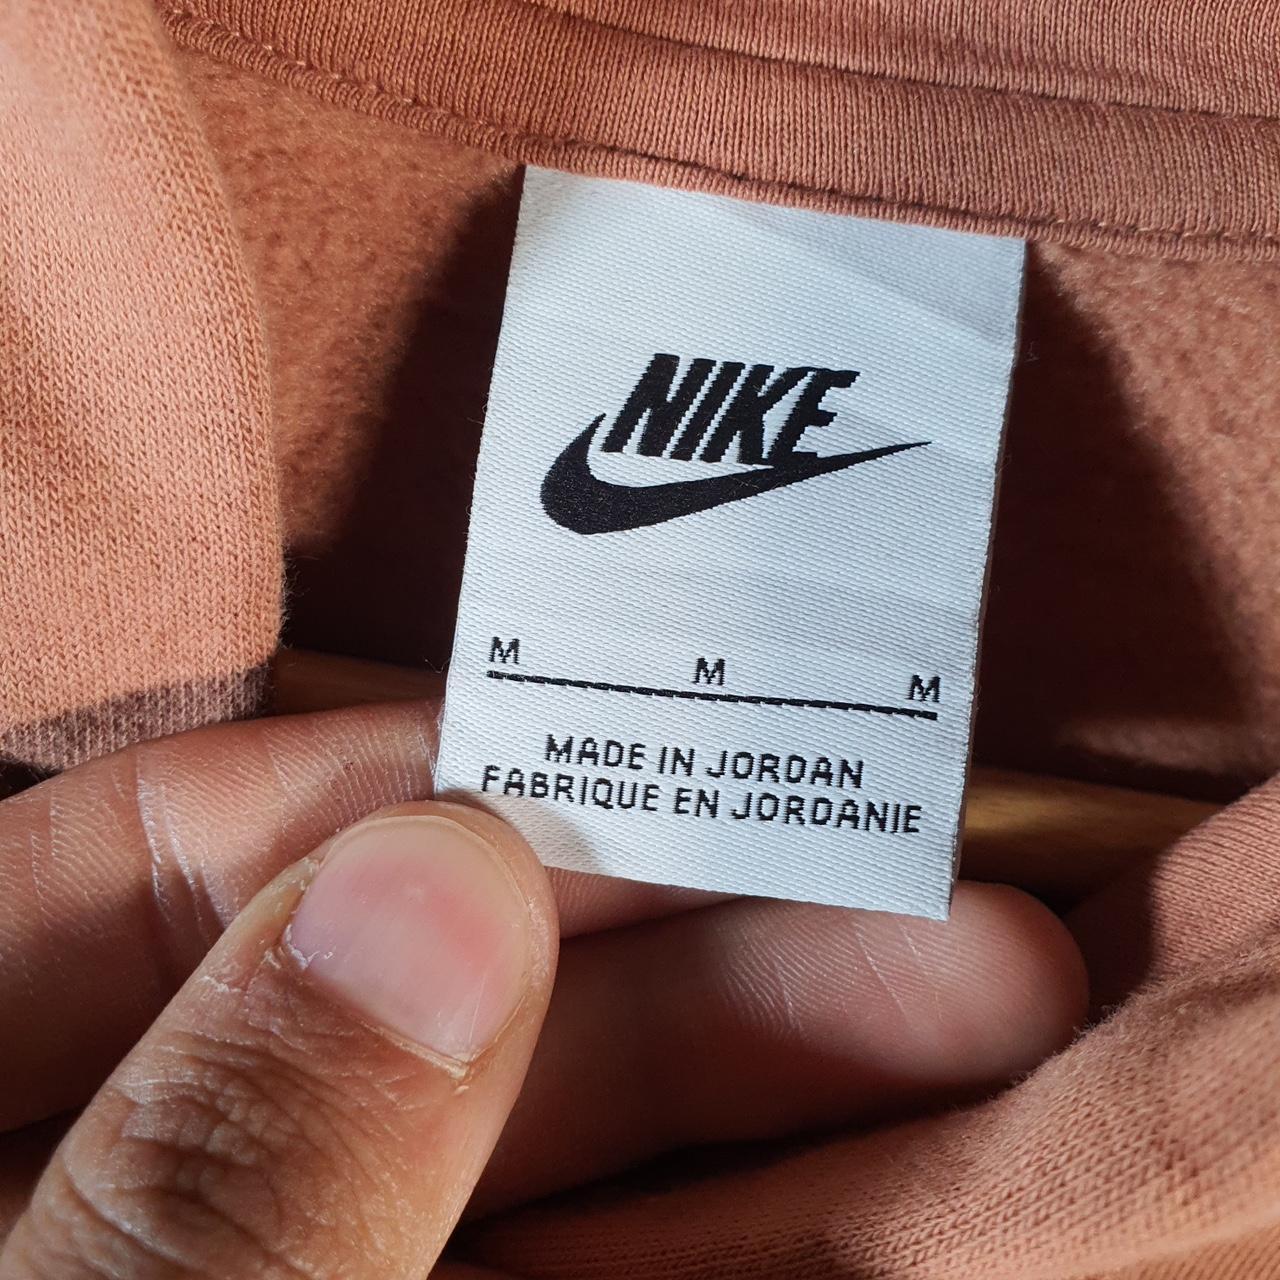 NIKE
M M M
MADE IN JORDAN
FABRIQUE EN JORDANIE